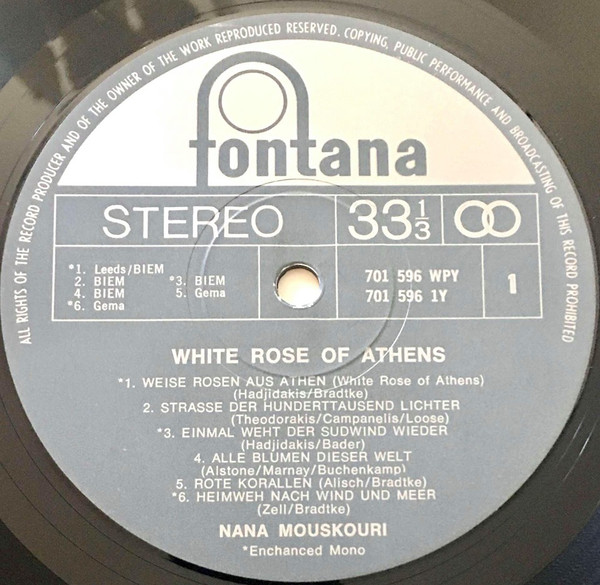 ALL RIGHTS OF THE RECORD PRODUCER AND OF THE OWNER OF THE WORK REPRODUCED RESERVED. COPYING, PUBLIC PERFORMANCE AND BROADCASTING OF THIS RECORD PROHIBITED
fontana
STEREO 33⅓
*1. Leeds/BIEM
2. BIEM *3. BIEM
4. BIEM 5. Gema
*6. Gema
701 596 WPY
701 596 1Y
1
WHITE ROSE OF ATHENS
*1. WEISE ROSEN AUS ATHEN (White Rose of Athens)
(Hadjidakis/Bradtke)
2. STRASSE DER HUNDERTTAUSEND LICHTER
(Theodorakis/Campanelis/Loose)
*3. EINMAL WEHT DER SUDWIND WIEDER
(Hadjidakis/Bader)
4. ALLE BLUMEN DIESER WELT
(Alstone/Marnay/Buchenkamp)
5. ROTE KORALLEN (Alisch/Bradtke)
*6. HEIMWEH NACH WIND UND MEER
(Zell/Bradtke)
NANA MOUSKOURI
*Enchanced Mono